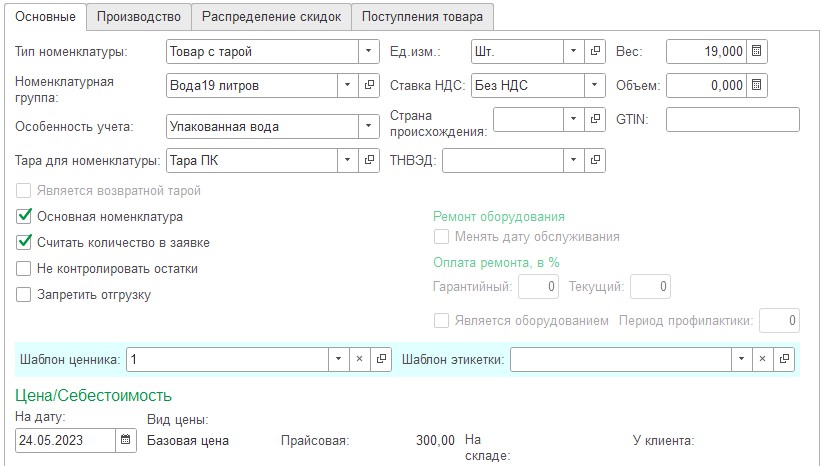 Основные Производство Распределение скидок Поступления товара
Тип номенклатуры: Товар с тарой Ед.изм.: Шт. Вес: 19,000
Номенклатурная группа: Вода19 литров Ставка НДС: Без НДС Объем: 0,000
Особенность учета: Упакованная вода Страна происхождения: GTIN:
Тара для номенклатуры: Тара ПК ТНВЭД:
Является возвратной тарой
Основная номенклатура Ремонт оборудования
Считать количество в заявке Менять дату обслуживания
Не контролировать остатки Оплата ремонта, в %
Запретить отгрузку Гарантийный: 0 Текущий: 0
Является оборудованием Период профилактики: 0
Шаблон ценника: 1 Шаблон этикетки:
Цена/Себестоимость
На дату: Вид цены:
24.05.2023 Базовая цена Прайсовая: 300,00 На складе: У клиента: